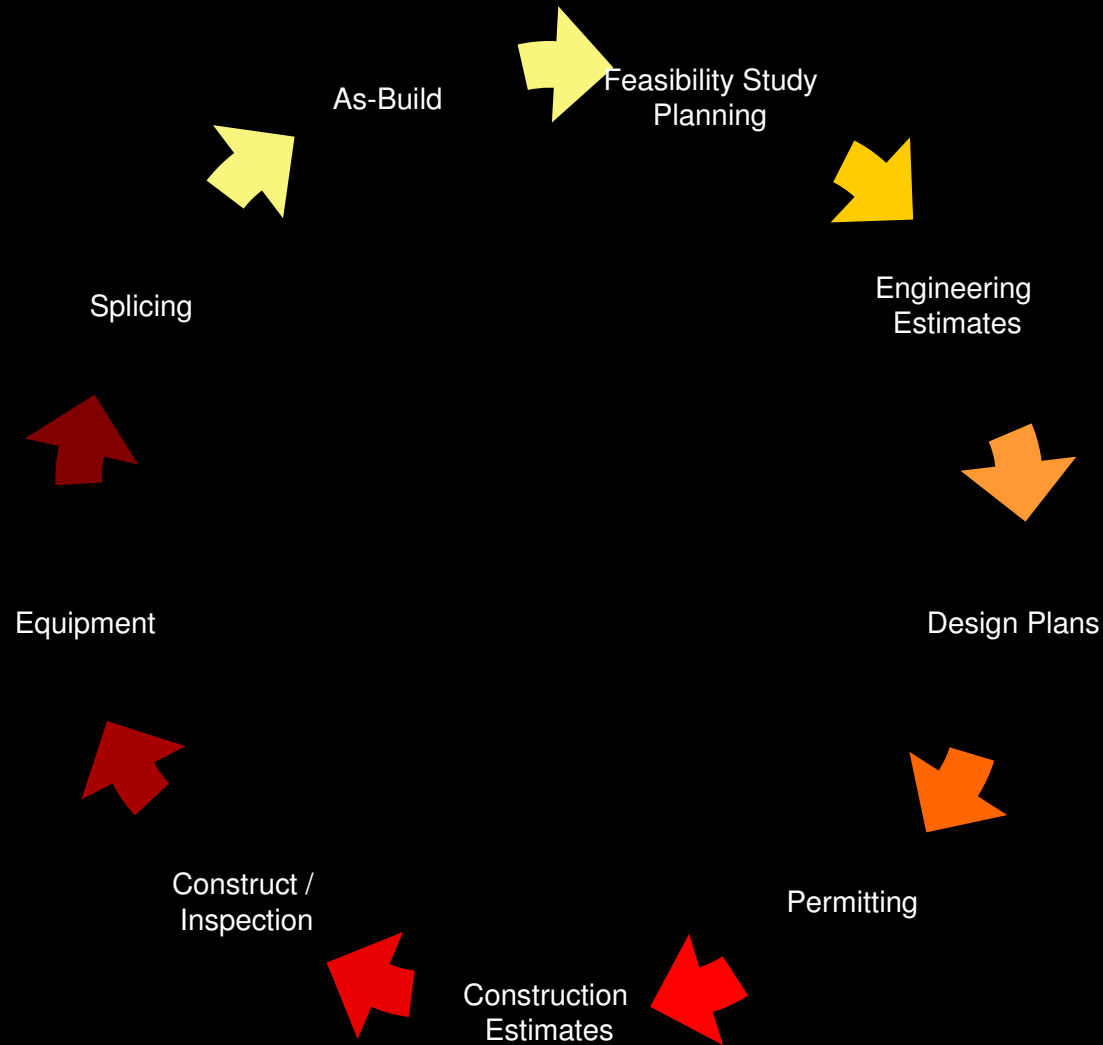 Feasibility Study
Planning
Engineering
Estimates
Design Plans
Permitting
Construction
Estimates
Construct /
Inspection
Equipment
Splicing
As-Build